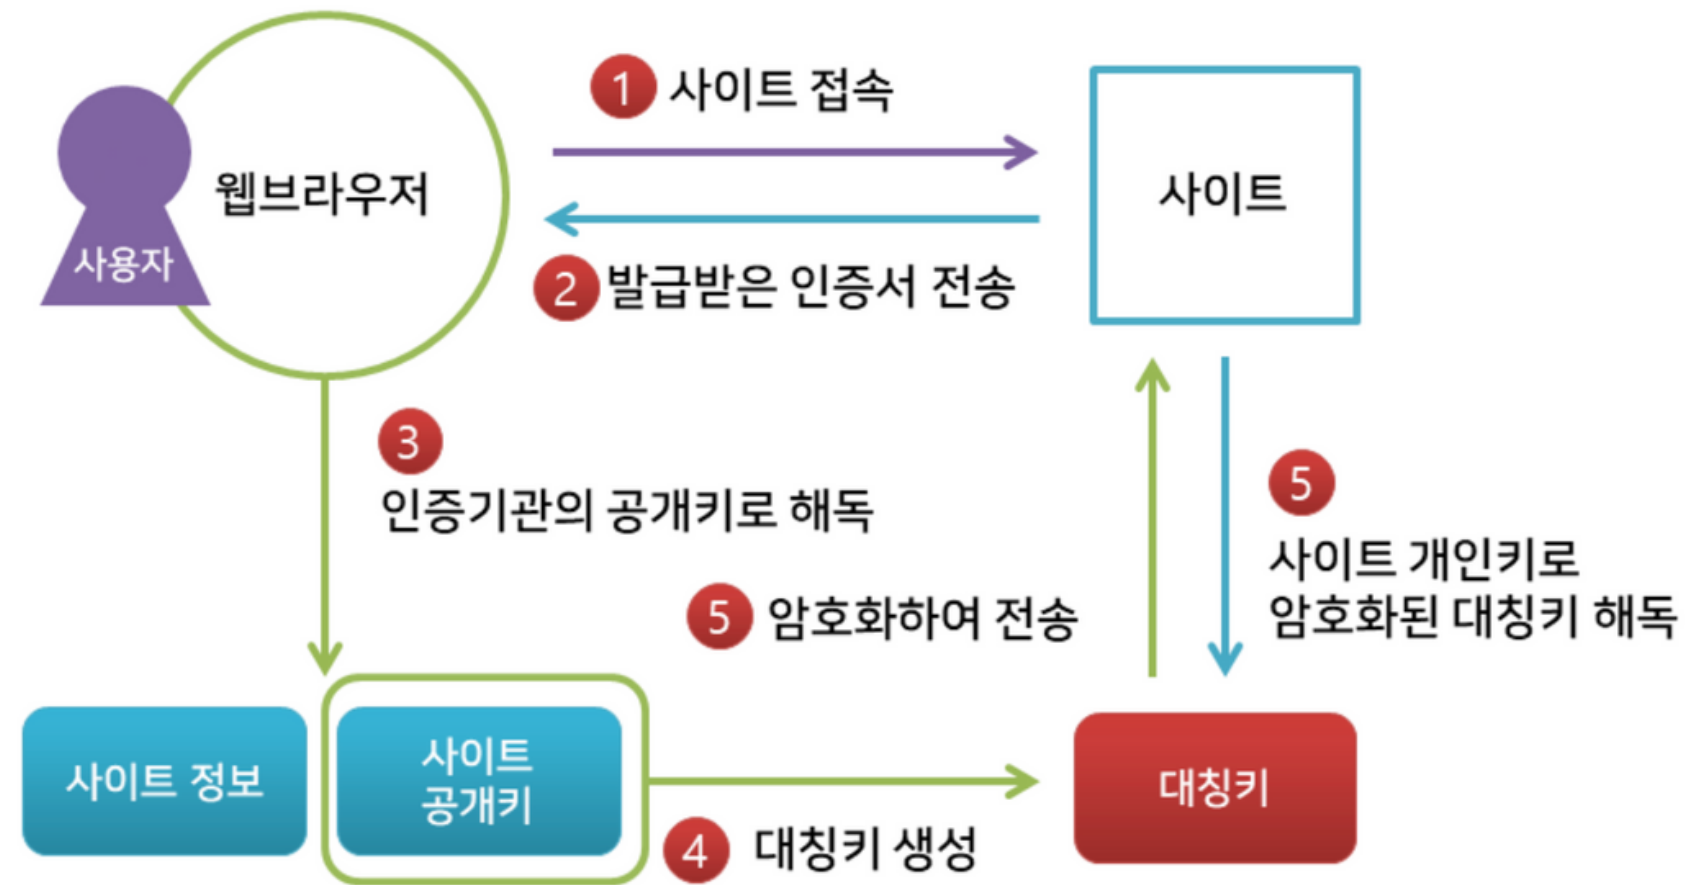 1 사이트 접속
웹브라우저
사용자
사이트
2 발급받은 인증서 전송
3
인증기관의 공개키로 해독
5 암호화하여 전송
5
사이트 개인키로
암호화된 대칭키 해독
사이트 정보
사이트
공개키
4 대칭키 생성
대칭키